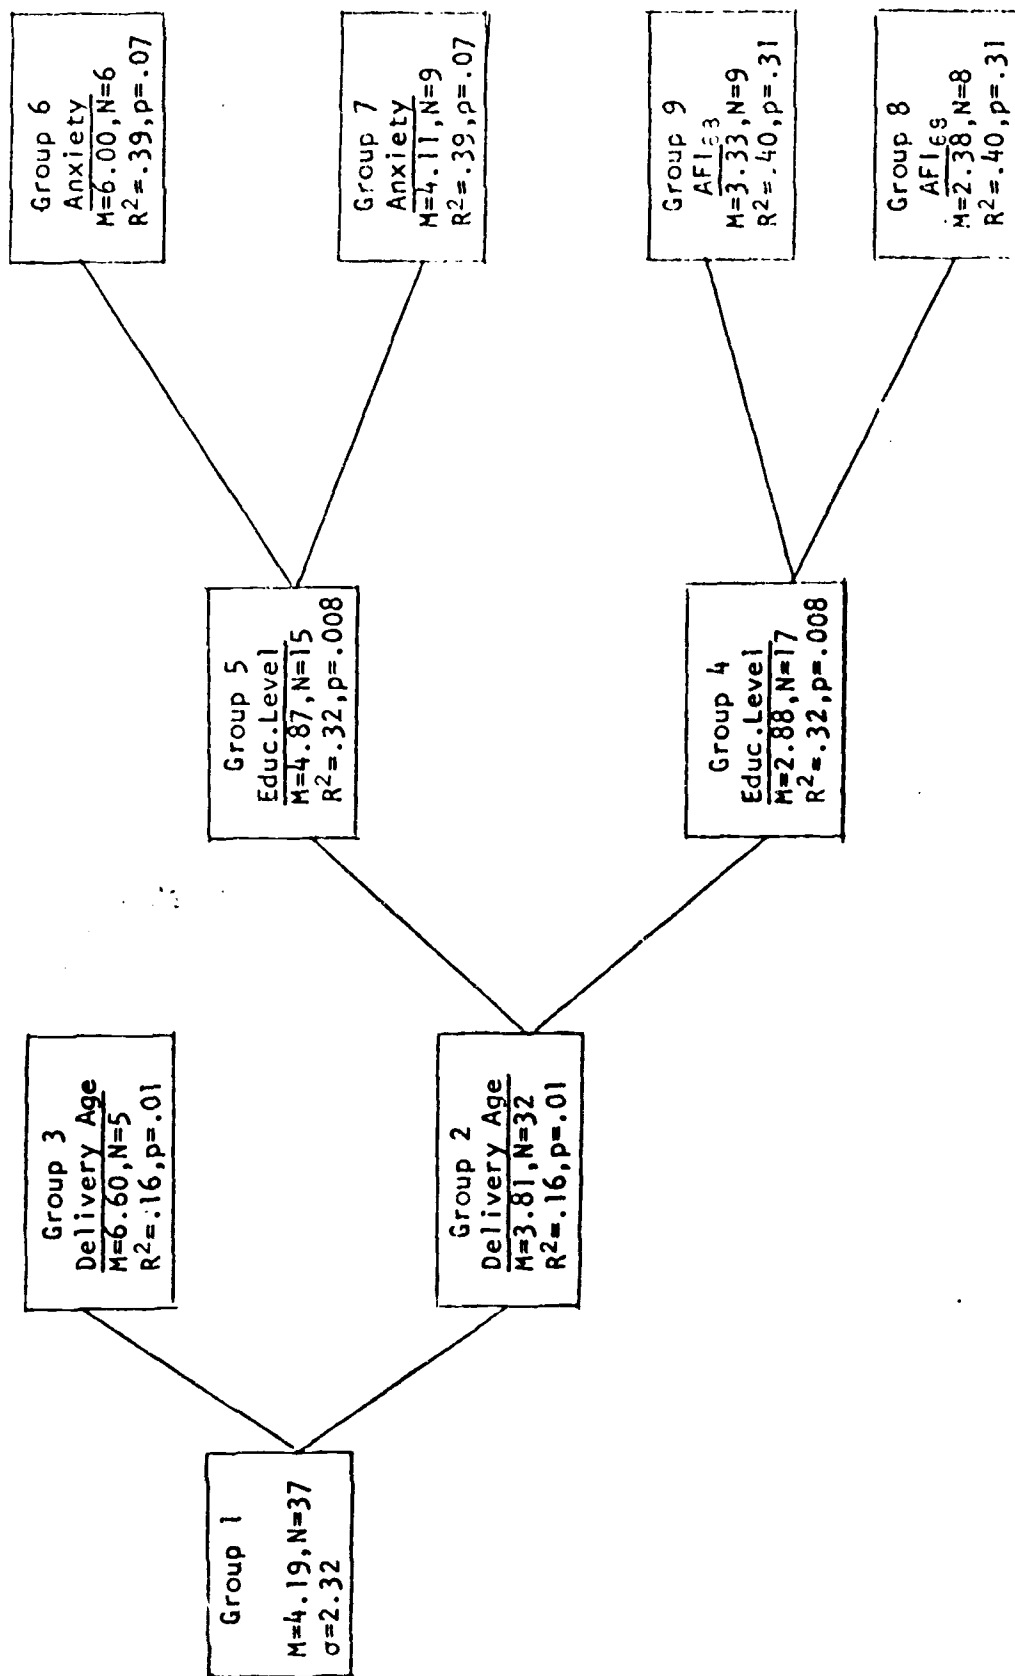 Group 1
M=4.19,N=37
σ=2.32
Group 3
Delivery Age
M=6.60,N=5
R²=.16,p=.01
Group 2
Delivery Age
M=3.81,N=32
R²=.16,p=.01
Group 5
Educ.Level
M=4.87,N=15
R²=.32,p=.008
Group 4
Educ.Level
M=2.88,N=17
R²=.32,p=.008
Group 6
Anxiety
M=6.00,N=6
R²=.39,p=.07
Group 7
Anxiety
M=4.11,N=9
R²=.39,p=.07
Group 9
M=3.33,N=9
R²=.40,p=.31
Group 8
M=2.38,N=8
R²=.40,p=.31